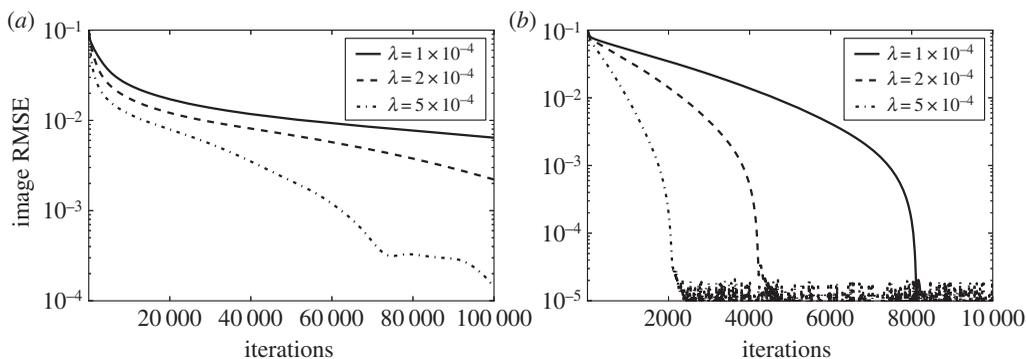 (a)
10⁻¹
10⁻²
10⁻³
10⁻⁴
image RMSE
λ = 1 × 10⁻⁴
λ = 2 × 10⁻⁴
λ = 5 × 10⁻⁴
20 000 40 000 60 000 80 000 100 000
iterations
(b)
10⁻¹
10⁻²
10⁻³
10⁻⁴
10⁻⁵
λ = 1 × 10⁻⁴
λ = 2 × 10⁻⁴
λ = 5 × 10⁻⁴
2000 4000 6000 8000 10 000
iterations